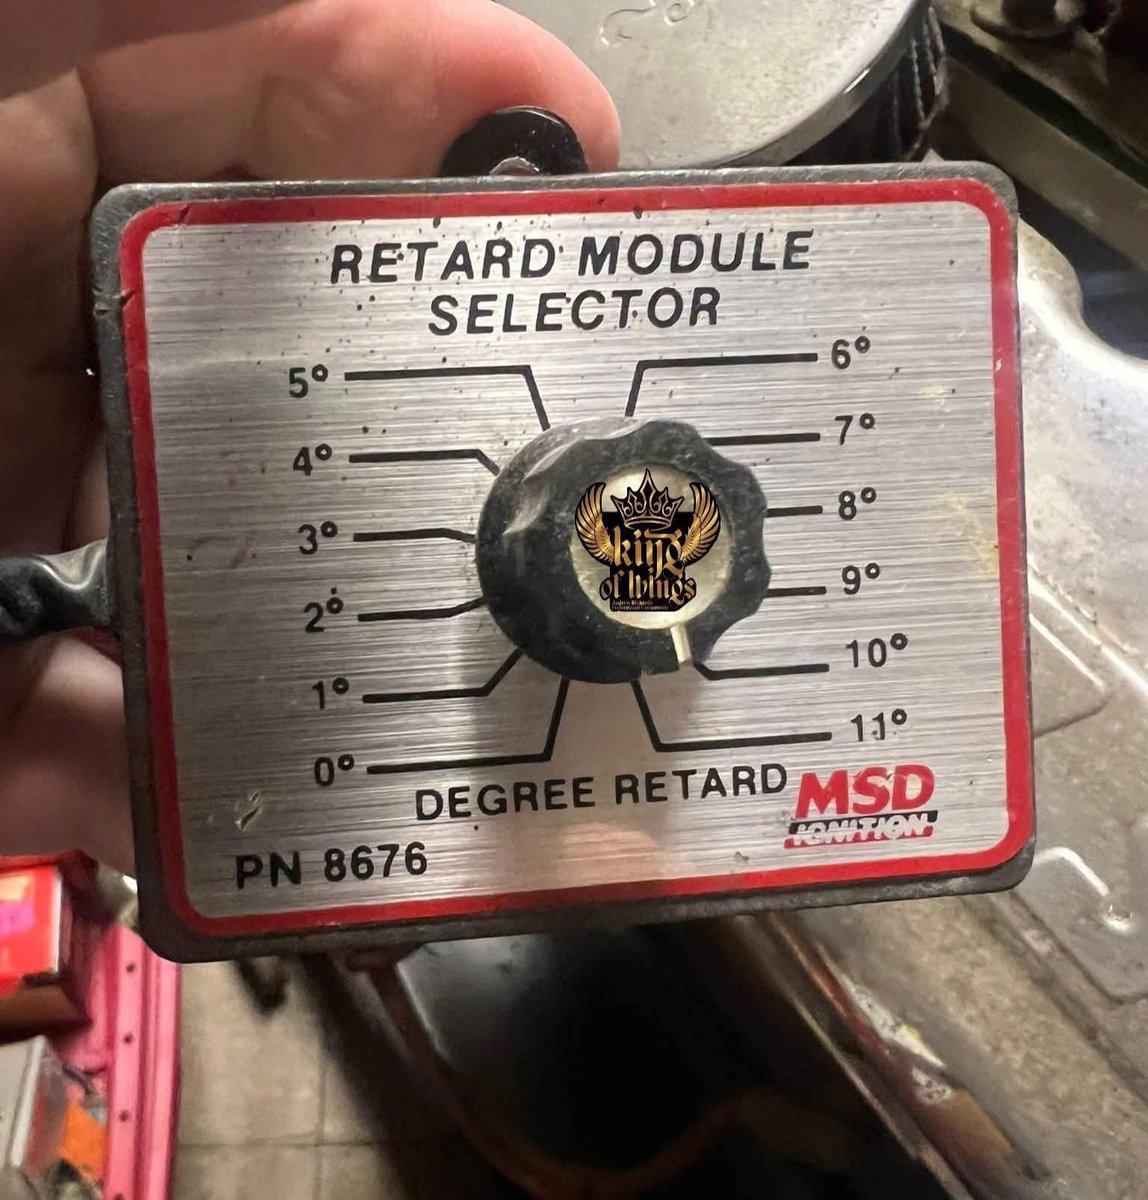 RETARD MODULE
SELECTOR
5°
6°
4°
7°
3°
8°
2°
9°
1°
10°
0°
11°
king
of wings
DEGREE RETARD
MSD
IGNITION
PN 8676